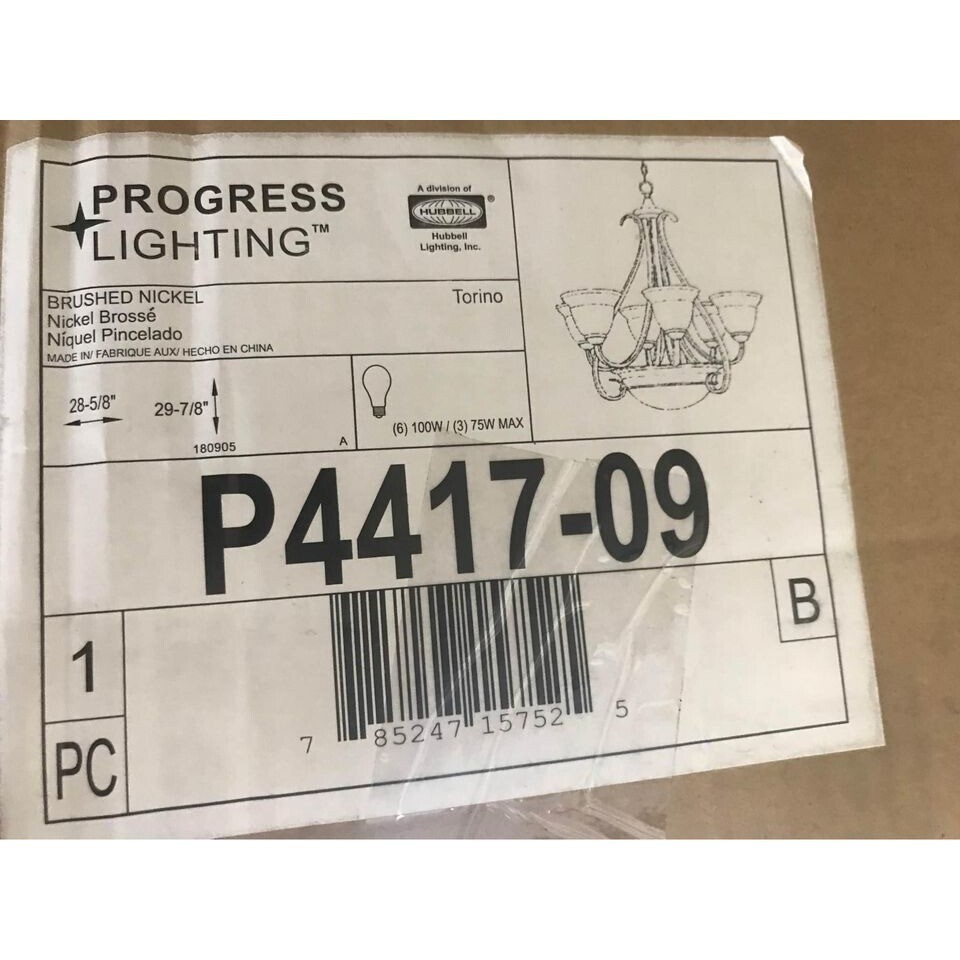 PROGRESS
LIGHTING™
A division of
HUBBELL®
Hubbell
Lighting, Inc.
BRUSHED NICKEL
Torino
Nickel Brossé
Níquel Pincelado
MADE IN/ FABRIQUE AUX/ HECHO EN CHINA
28-5/8"
29-7/8"
180905
A
(6) 100W / (3) 75W MAX
P4417-09
1
PC
B
7 85247 15752 5